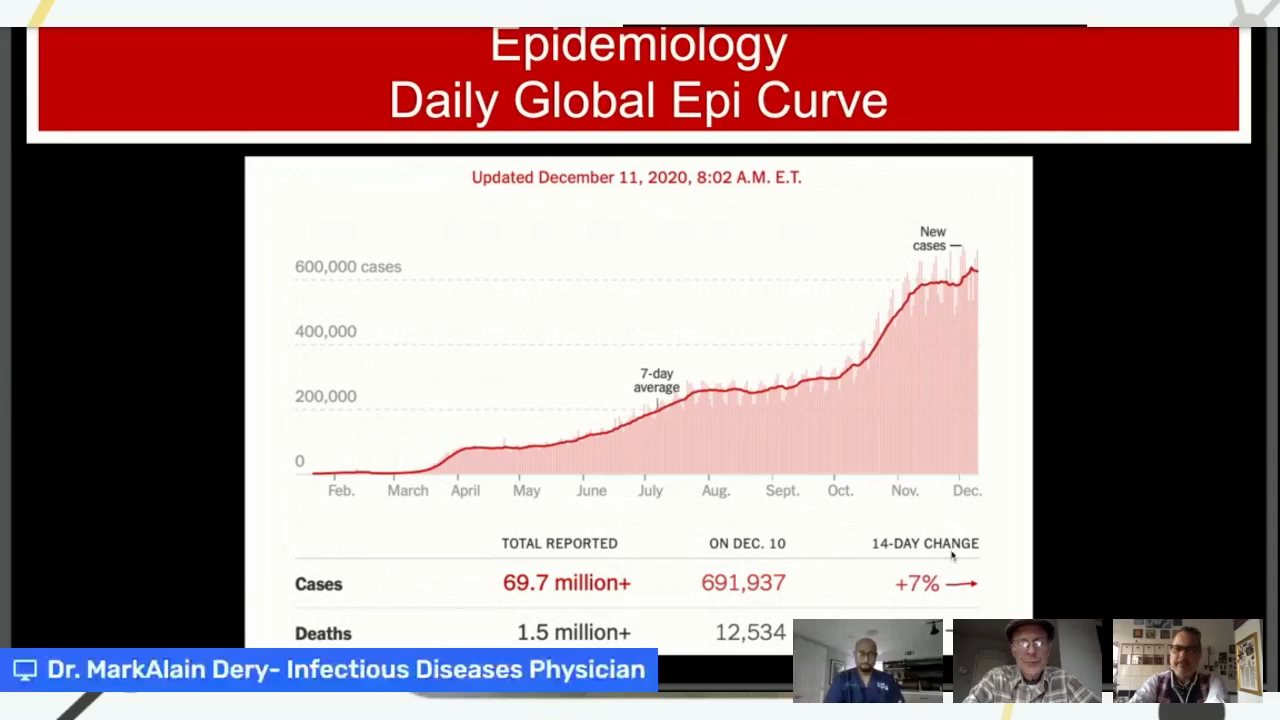 Epidemiology
Daily Global Epi Curve
Updated December 11, 2020, 8:02 A.M. E.T.
New
cases
600,000 cases
400,000
7-day
average
200,000
0
Feb. March April May June July Aug. Sept. Oct. Nov. Dec.
TOTAL REPORTED ON DEC. 10 14-DAY CHANGE
Cases 69.7 million+ 691,937 +7%
Deaths 1.5 million+ 12,534
Dr. MarkAlain Dery- Infectious Diseases Physician